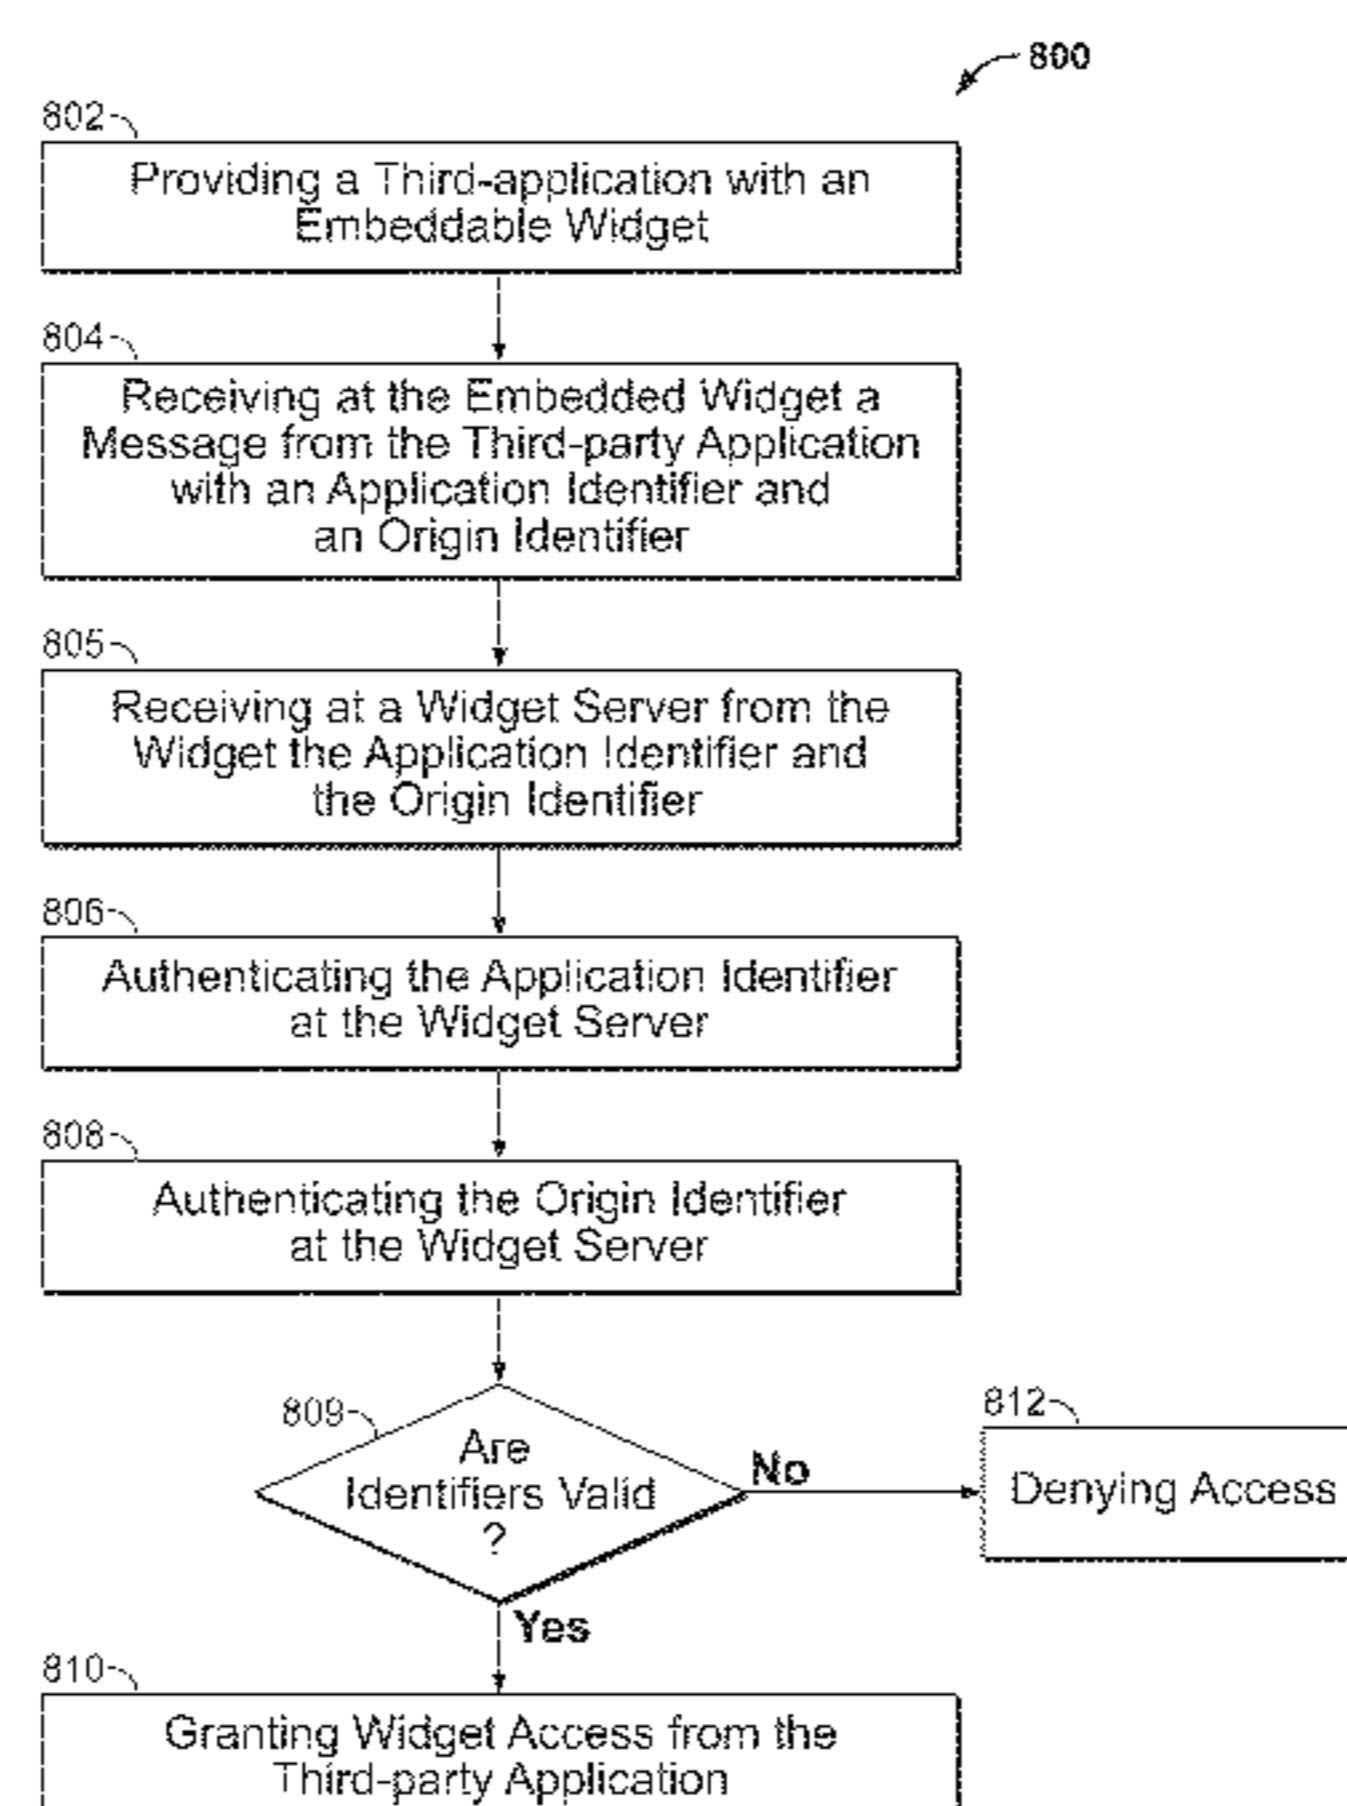 800
802
Providing a Third-application with an
Embeddable Widget
804
Receiving at the Embedded Widget a
Message from the Third-party Application
with an Application Identifier and
an Origin Identifier
805
Receiving at a Widget Server from the
Widget the Application Identifier and
the Origin Identifier
806
Authenticating the Application Identifier
at the Widget Server
808
Authenticating the Origin Identifier
at the Widget Server
809
Are
Identifiers Valid
?
No
812
Denying Access
Yes
810
Granting Widget Access from the
Third-party Application